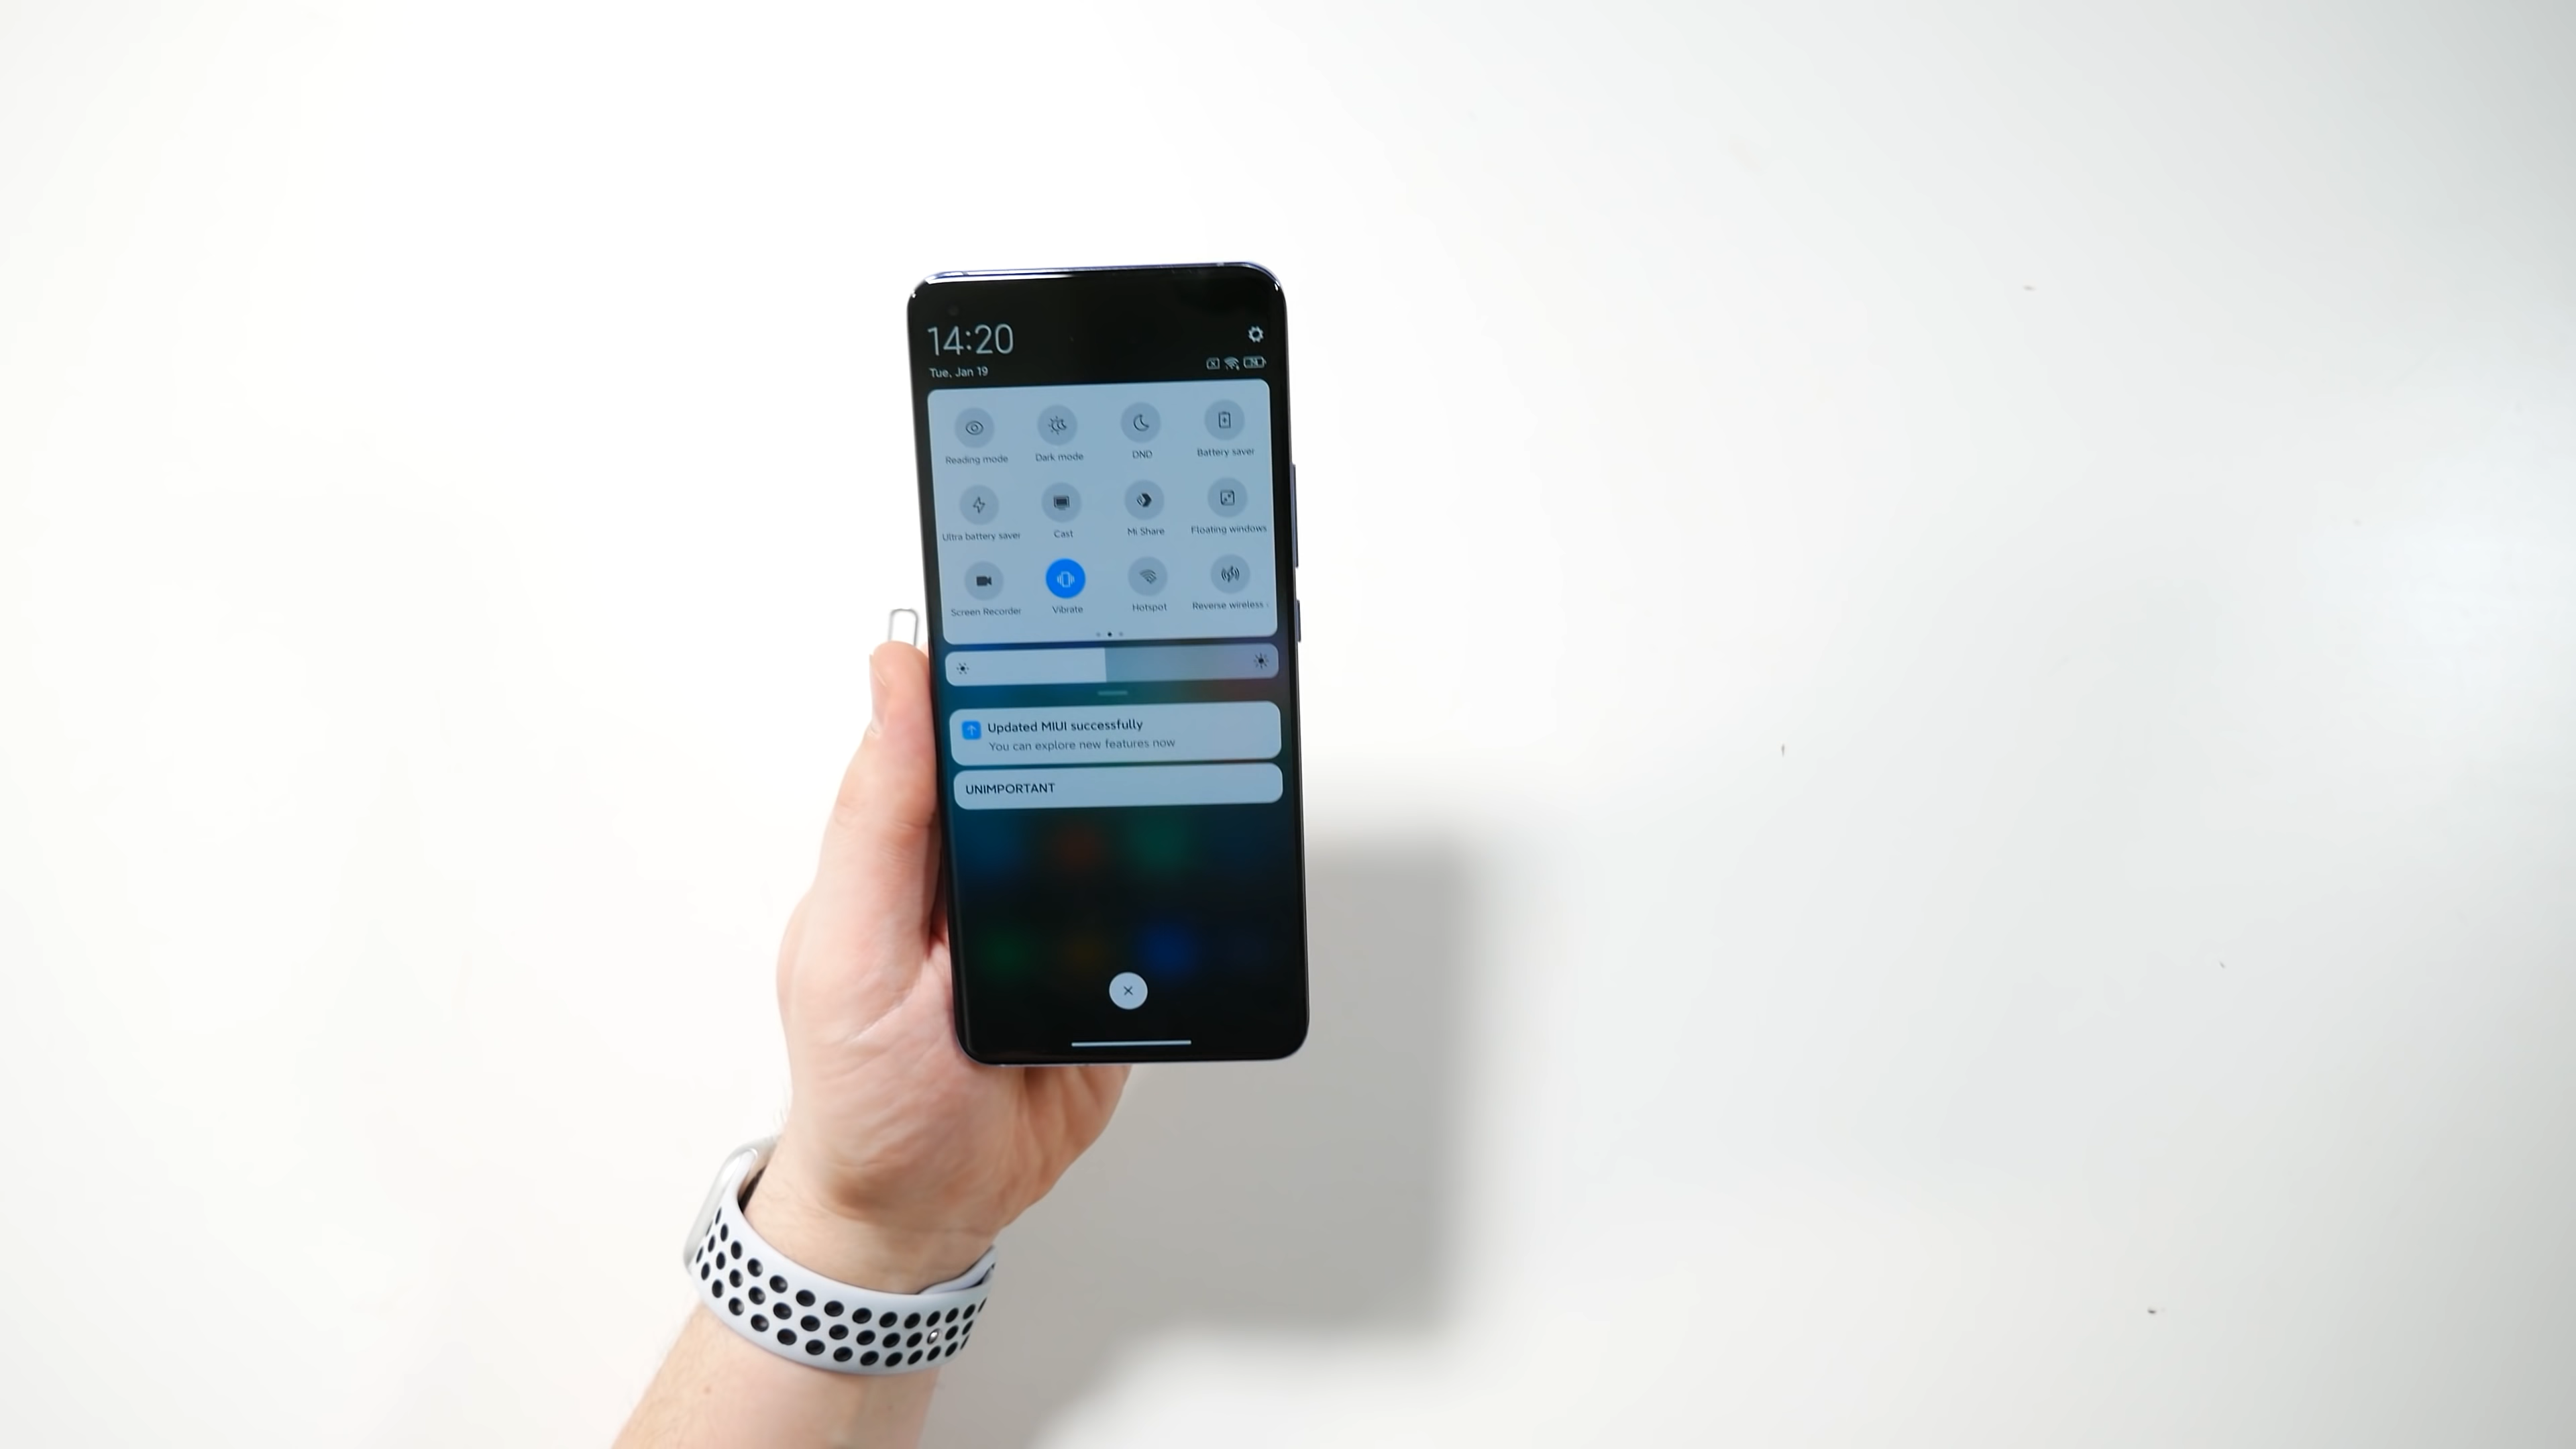 14:20
Tue, Jan 19
Reading mode Dark mode DND Battery saver
Ultra battery saver Cast Mi Share Floating windows
Screen Recorder Vibrate Hotspot Reverse wireless
Updated MIUI successfully
You can explore new features now
UNIMPORTANT